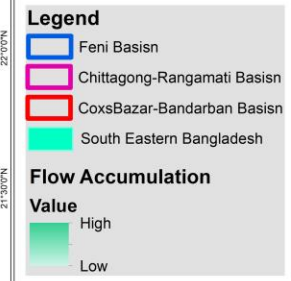 Legend
Feni Basisn
Chittagong-Rangamati Basisn
CoxsBazar-Bandarban Basisn
South Eastern Bangladesh
Flow Accumulation
Value
High
Low
22°0'0"N
21°30'0"N